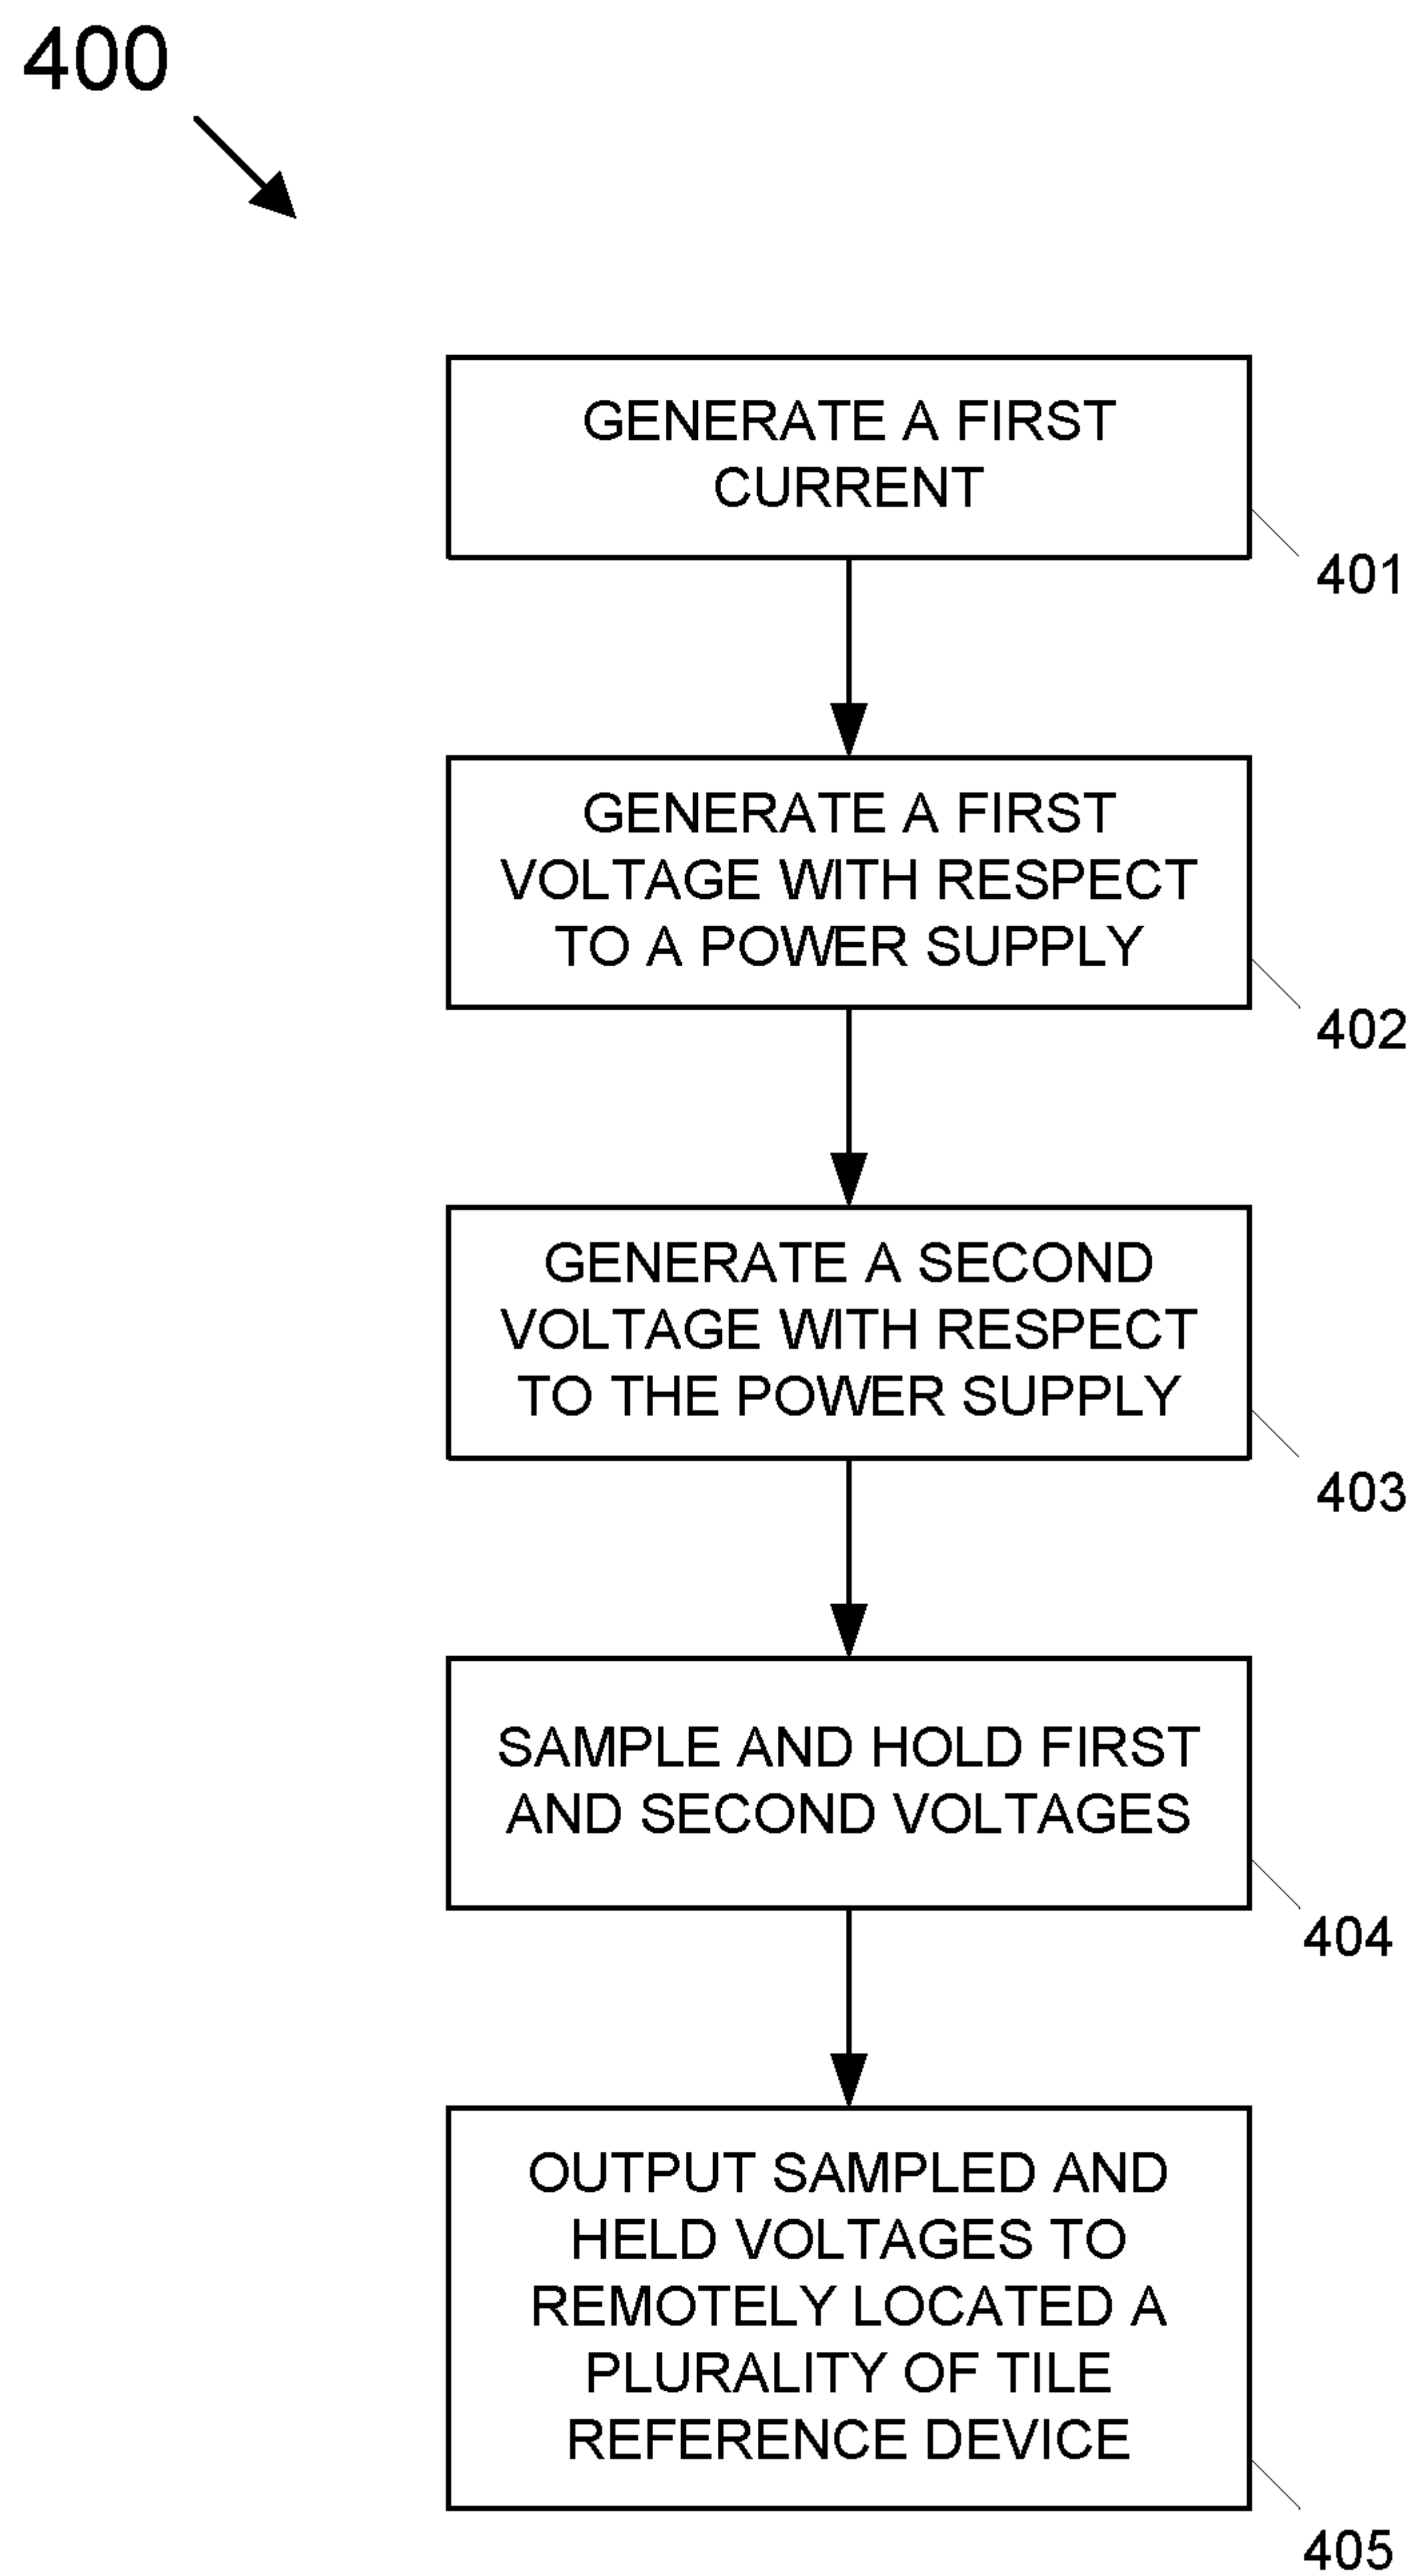 400
GENERATE A FIRST
CURRENT
401
GENERATE A FIRST
VOLTAGE WITH RESPECT
TO A POWER SUPPLY
402
GENERATE A SECOND
VOLTAGE WITH RESPECT
TO THE POWER SUPPLY
403
SAMPLE AND HOLD FIRST
AND SECOND VOLTAGES
404
OUTPUT SAMPLED AND
HELD VOLTAGES TO
REMOTELY LOCATED A
PLURALITY OF TILE
REFERENCE DEVICE
405